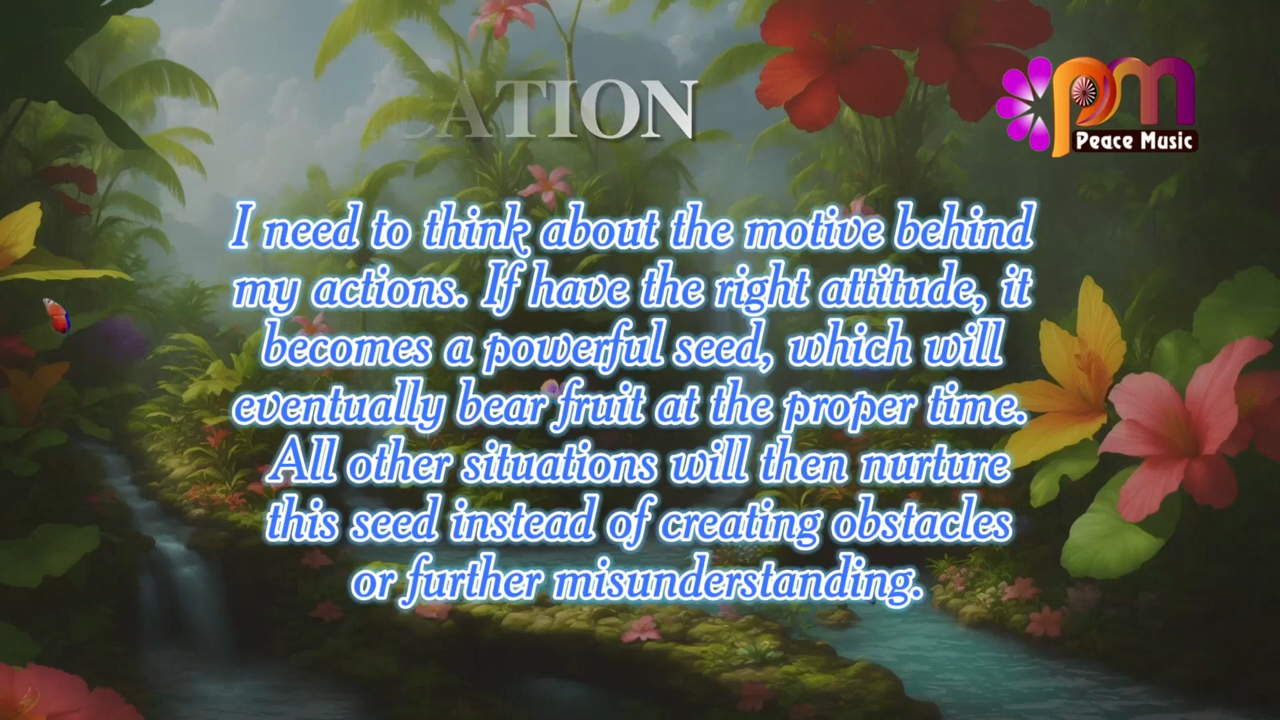 ATION
pm
Peace Music
I need to think about the motive behind
my actions. If have the right attitude, it
becomes a powerful seed, which will
eventually bear fruit at the proper time.
All other situations will then nurture
this seed instead of creating obstacles
or further misunderstanding.